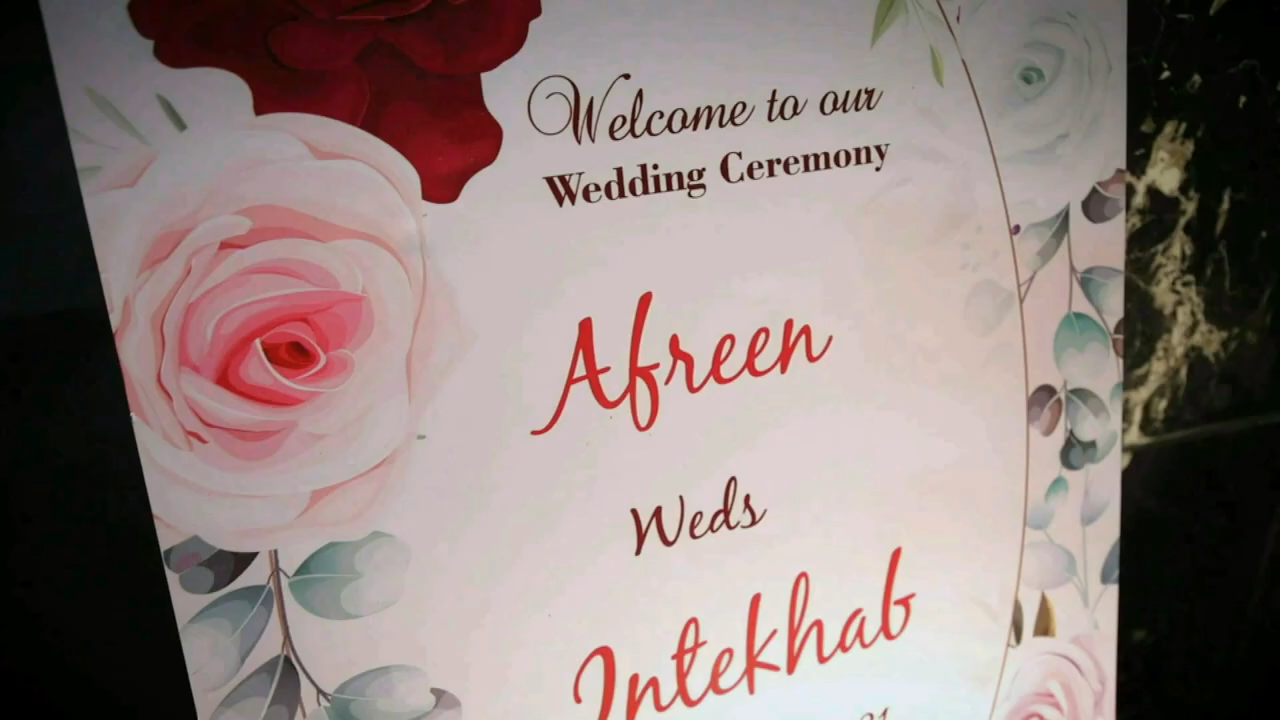 Welcome to our
Wedding Ceremony
Afreen
Weds
Intekhab